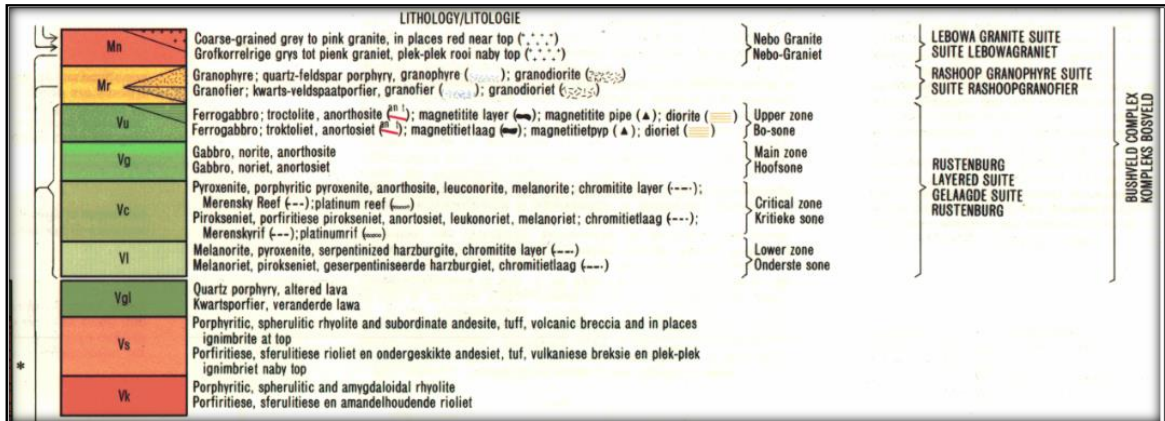 LITHOLOGY/LITOLOGIE
Mn
Coarse-grained grey to pink granite, in places red near top ( )
Grofkorrelrige grys tot pienk graniet, plek-plek rooi naby top ( )
Nebo Granite
Nebo-Graniet
LEBOWA GRANITE SUITE
SUITE LEBOWAGRANIET
Mr
Granophyre; quartz-feldspar porphyry, granophyre ( ); granodiorite ( )
Granofier; kwarts-veldspaatporfier, granofier ( ); granodioriet ( )
RASHOOP GRANOPHYRE SUITE
SUITE RASHOOPGRANOFIER
Vu
Ferrogabbro; troctolite, anorthosite (an t); magnetitite layer ( ); magnetitite pipe (▲); diorite ( )
Ferrogabbro; troktoliet, anortosiet (an t); magnetitietlaag ( ); magnetitietpyp (▲); dioriet ( )
Upper zone
Bo-sone
Vg
Gabbro, norite, anorthosite
Gabbro, noriet, anortosiet
Main zone
Hoofsone
Vc
Pyroxenite, porphyritic pyroxenite, anorthosite, leuconorite, melanorite; chromitite layer (---·);
Merensky Reef (---); platinum reef ( )
Pirokseniet, porfiritiese pirokseniet, anortosiet, leukonoriet, melanoriet; chromitietlaag (---·);
Merenskyrif (---); platinumrif ( )
Critical zone
Kritieke sone
Vl
Melanorite, pyroxenite, serpentinized harzburgite, chromitite layer (---·)
Melanoriet, pirokseniet, geserpentiniseerde harzburgiet, chromitietlaag (---·)
Lower zone
Onderste sone
RUSTENBURG
LAYERED SUITE
GELAAGDE SUITE
RUSTENBURG
BUSHVELD COMPLEX
KOMPLEKS BOSVELD
Vgl
Quartz porphyry, altered lava
Kwartsporfier, veranderde lawa
Vs
Porphyritic, spherulitic rhyolite and subordinate andesite, tuff, volcanic breccia and in places
ignimbrite at top
Porfiritiese, sferulitiese rioliet en ondergeskikte andesiet, tuf, vulkaniese breksie en plek-plek
ignimbriet naby top
*
Vk
Porphyritic, spherulitic and amygdaloidal rhyolite
Porfiritiese, sferulitiese en amandelhoudende rioliet